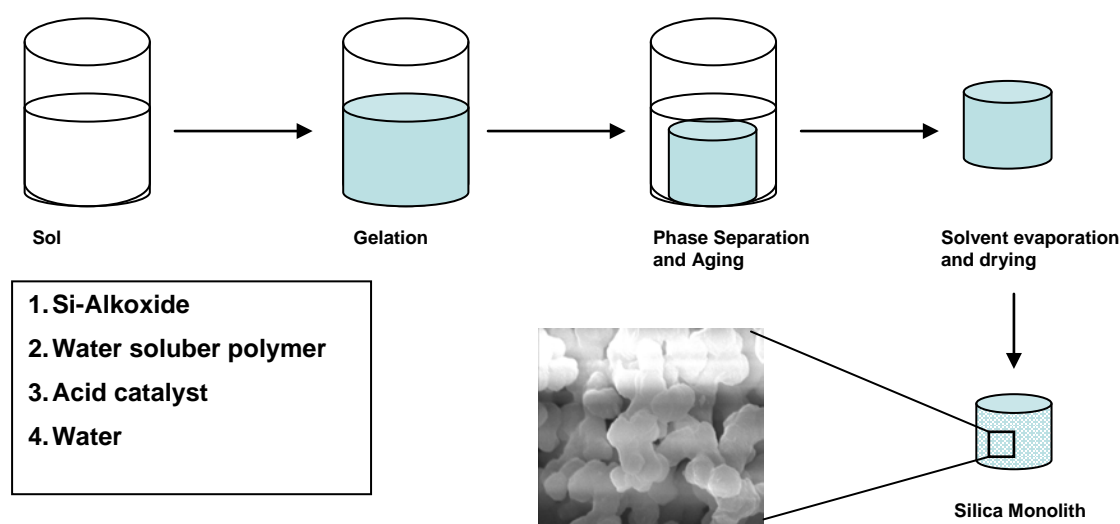 Sol
Gelation
Phase Separation
and Aging
Solvent evaporation
and drying
1. Si-Alkoxide
2. Water soluber polymer
3. Acid catalyst
4. Water
Silica Monolith